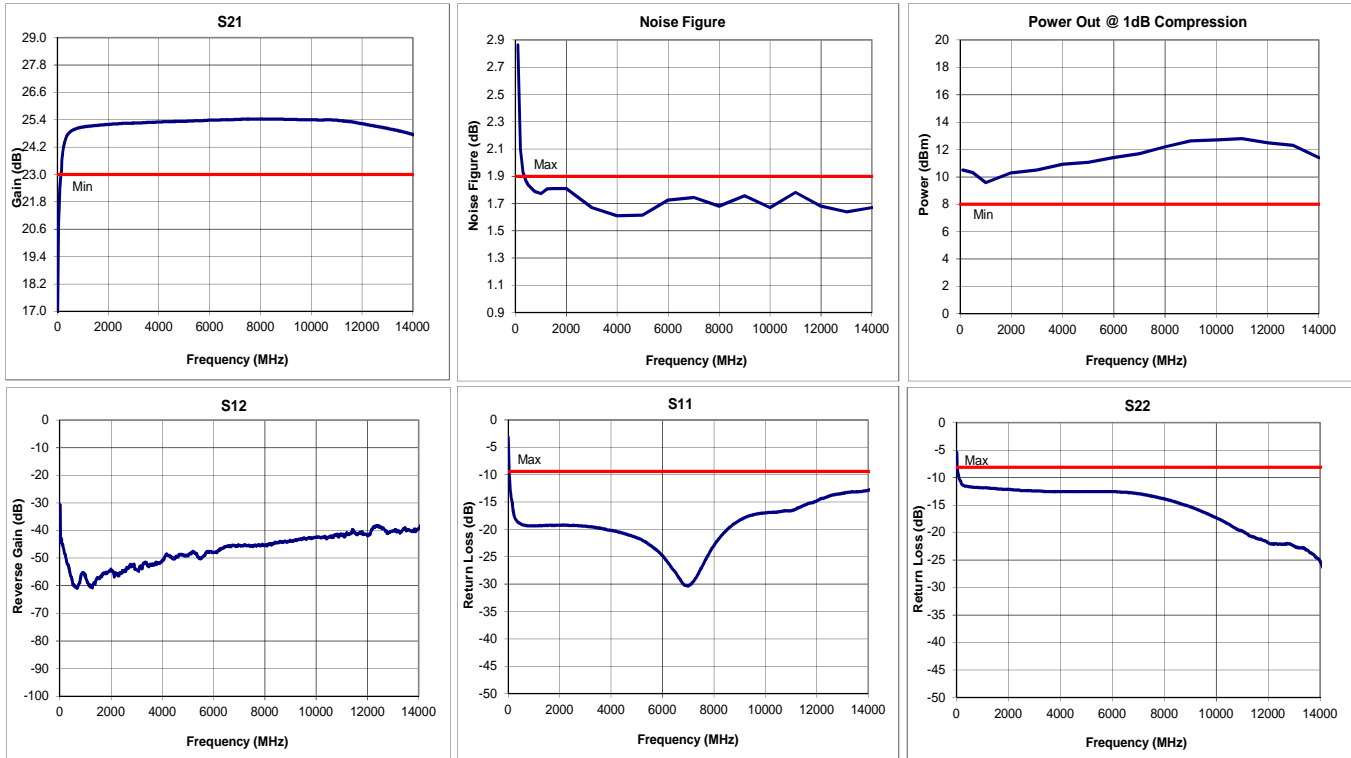 S21
29.0
27.8
26.6
25.4
24.2
23.0
21.8
20.6
19.4
18.2
17.0
Gain (dB)
Min
0 2000 4000 6000 8000 10000 12000 14000
Frequency (MHz)
Noise Figure
2.9
2.7
2.5
2.3
2.1
1.9
1.7
1.5
1.3
1.1
0.9
Noise Figure (dB)
Max
0 2000 4000 6000 8000 10000 12000 14000
Frequency (MHz)
Power Out @ 1dB Compression
20
18
16
14
12
10
8
6
4
2
0
Power (dBm)
Min
0 2000 4000 6000 8000 10000 12000 14000
Frequency (MHz)
S12
0
-10
-20
-30
-40
-50
-60
-70
-80
-90
-100
Reverse Gain (dB)
0 2000 4000 6000 8000 10000 12000 14000
Frequency (MHz)
S11
0
-5
-10
-15
-20
-25
-30
-35
-40
-45
-50
Return Loss (dB)
Max
0 2000 4000 6000 8000 10000 12000 14000
Frequency (MHz)
S22
0
-5
-10
-15
-20
-25
-30
-35
-40
-45
-50
Return Loss (dB)
Max
0 2000 4000 6000 8000 10000 12000 14000
Frequency (MHz)